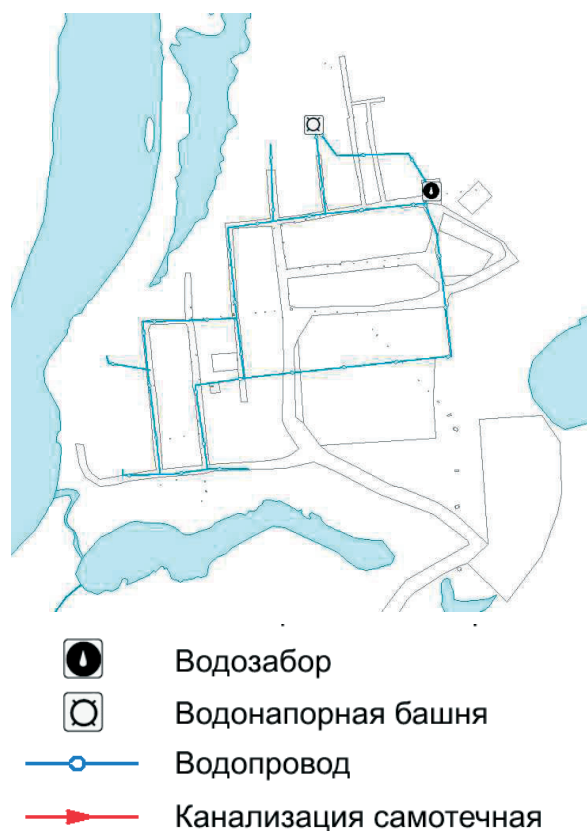 Водозабор
Водонапорная башня
Водопровод
Канализация самотечная